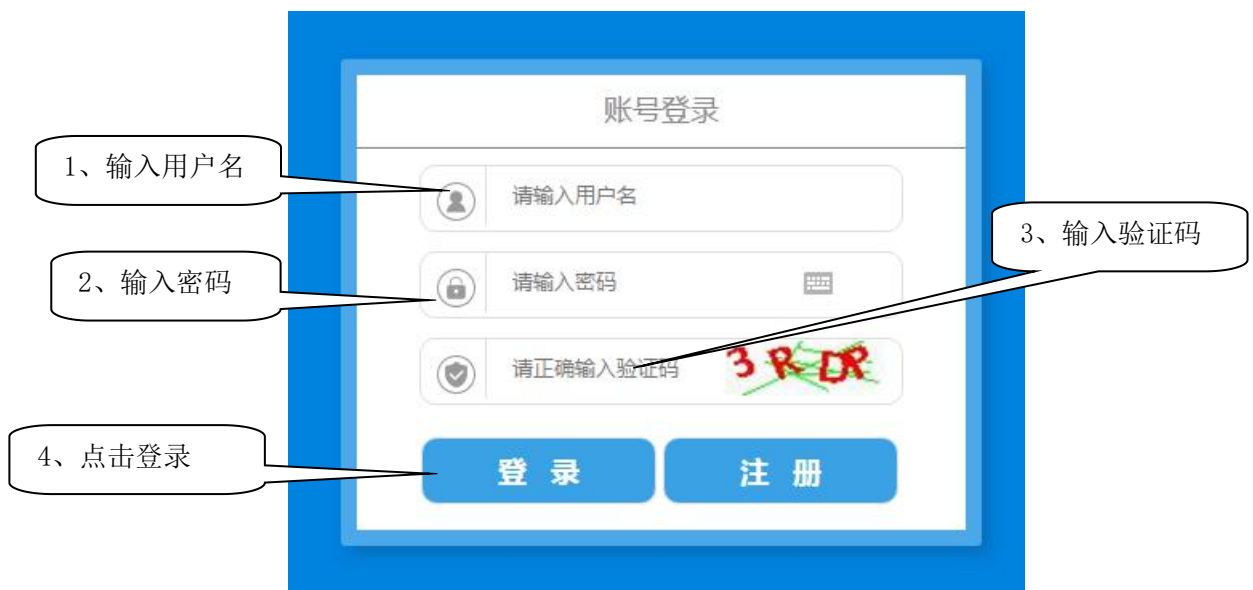 账号登录
1、输入用户名
请输入用户名
3、输入验证码
2、输入密码
请输入密码
请正确输入验证码
3 R DR
4、点击登录
登 录
注 册